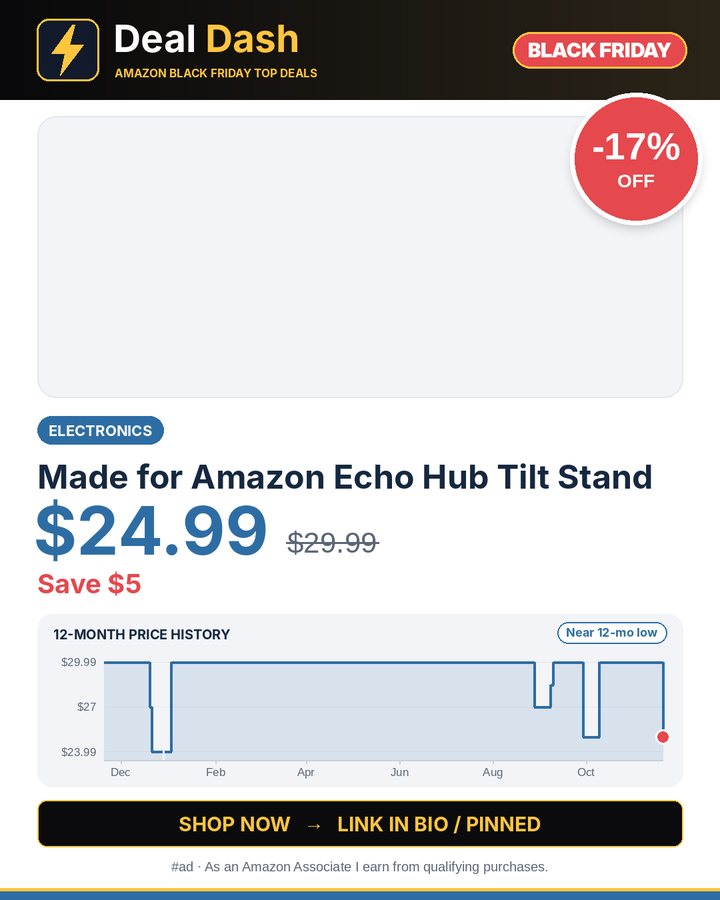 Deal Dash
AMAZON BLACK FRIDAY TOP DEALS
BLACK FRIDAY
-17%
OFF
ELECTRONICS
Made for Amazon Echo Hub Tilt Stand
$24.99 $29.99
Save $5
12-MONTH PRICE HISTORY
Near 12-mo low
$29.99
$27
$23.99
Dec Feb Apr Jun Aug Oct
SHOP NOW → LINK IN BIO / PINNED
#ad · As an Amazon Associate I earn from qualifying purchases.